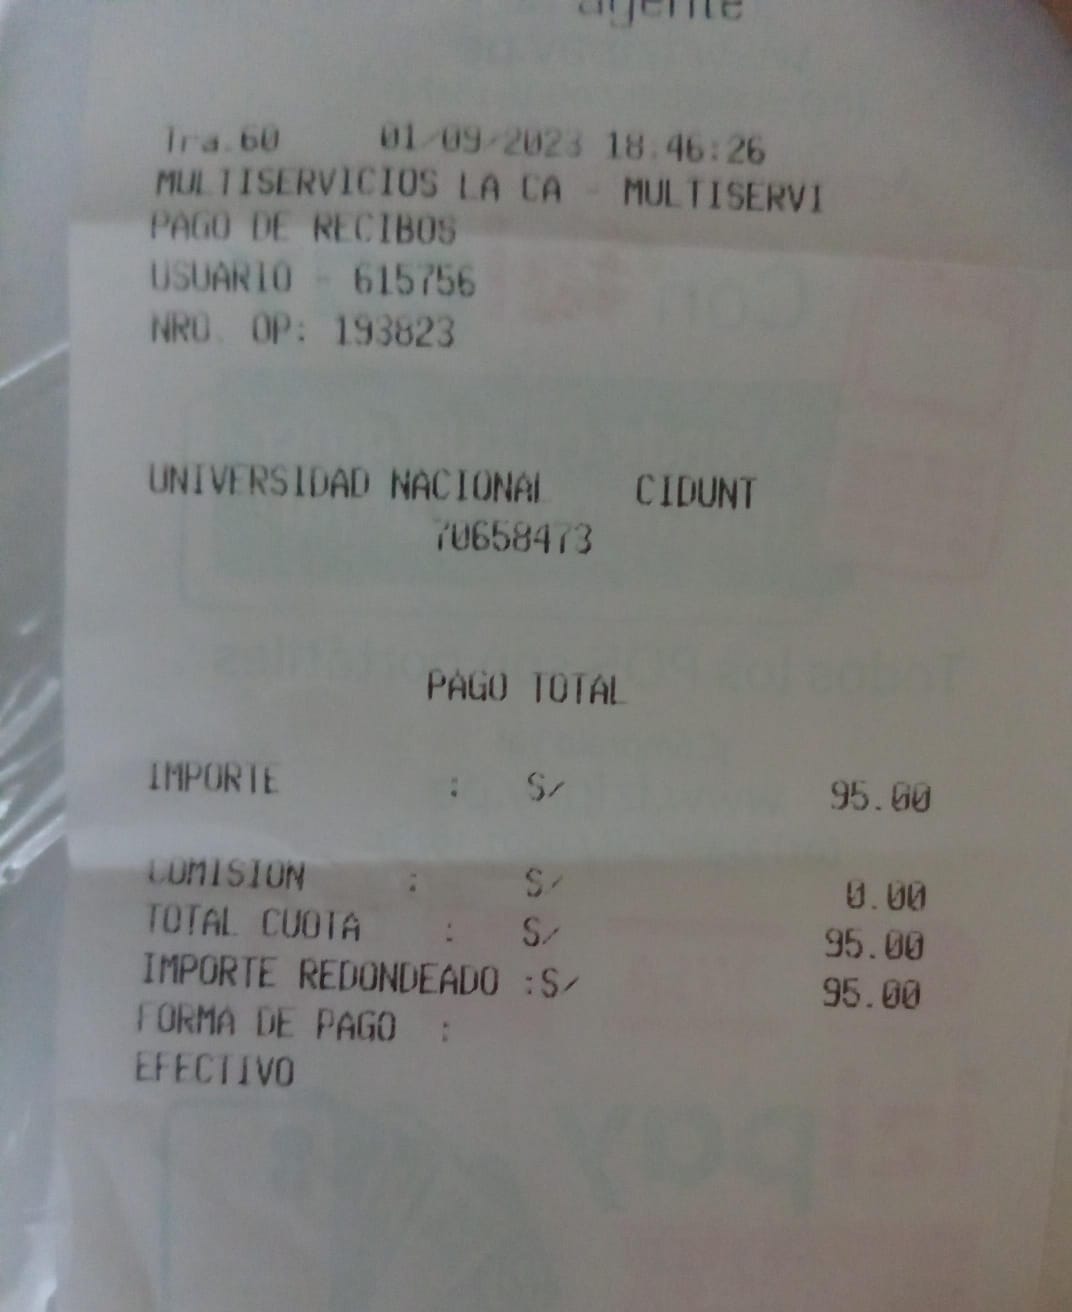 agente
Tra.60 01/09/2023 18:46:26
MULTISERVICIOS LA CA - MULTISERVI
PAGO DE RECIBOS
USUARIO - 615756
NRO. OP: 193823
UNIVERSIDAD NACIONAL CIDUNT
70658473
PAGO TOTAL
IMPORTE : S/ 95.00
COMISION : S/ 0.00
TOTAL CUOTA : S/ 95.00
IMPORTE REDONDEADO :S/ 95.00
FORMA DE PAGO :
EFECTIVO